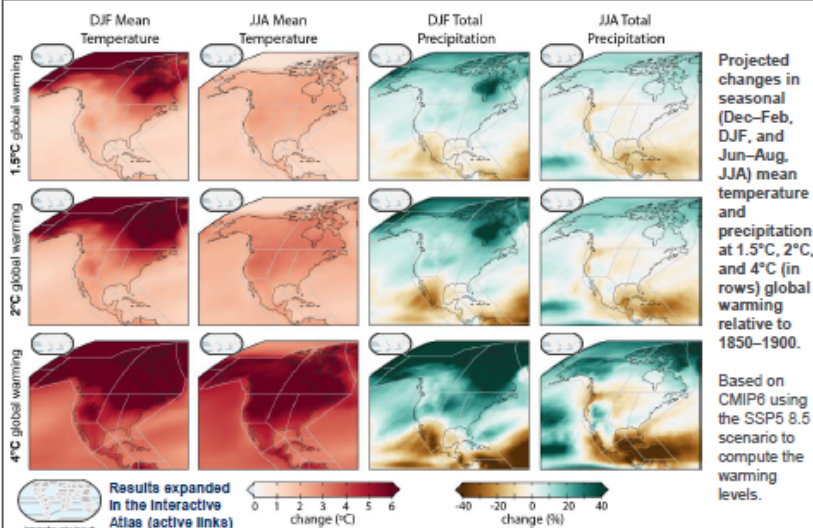 DJF Mean
Temperature
JJA Mean
Temperature
DJF Total
Precipitation
JJA Total
Precipitation
1.5°C global warming
2°C global warming
4°C global warming
Projected
changes in
seasonal
(Dec–Feb,
DJF, and
Jun–Aug,
JJA) mean
temperature
and
precipitation
at 1.5°C, 2°C,
and 4°C (in
rows) global
warming
relative to
1850–1900.
Based on
CMIP6 using
the SSP5 8.5
scenario to
compute the
warming
levels.
Results expanded
in the Interactive
Atlas (active links)
0 1 2 3 4 5 6
change (°C)
-40 -20 0 20 40
change (%)